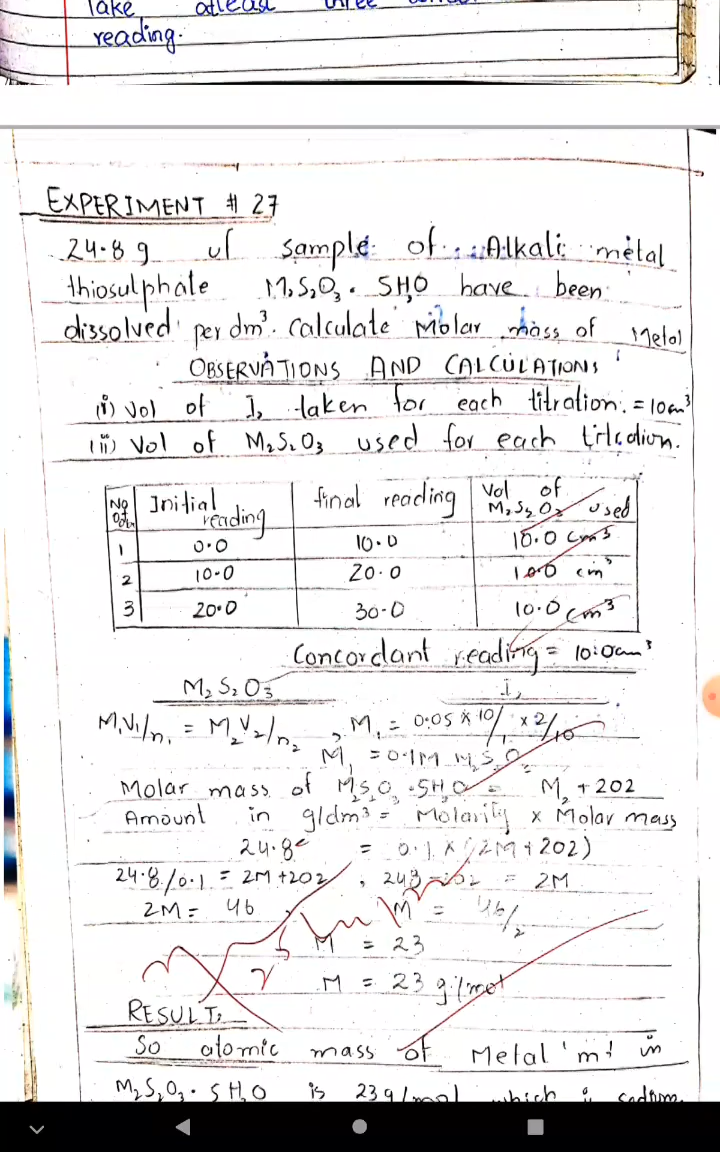 Take atleast three
reading.
EXPERIMENT # 27
24.8 g of sample of Alkali metal
thiosulphate M₂S₂O₃. 5H₂O have been
dissolved per dm³. Calculate Molar mass of Metal
OBSERVATIONS AND CALCULATIONS
(i) Vol of I₂ taken for each titration. = 10cm³
(ii) Vol of M₂S₂O₃ used for each titration.
No of | Initial reading | final reading | Vol of M₂S₂O₃ used
1 | 0.0 | 10.0 | 10.0 cm³
2 | 10.0 | 20.0 | 10.0 cm³
3 | 20.0 | 30.0 | 10.0 cm³
Concordant reading = 10.0cm³
M₂S₂O₃ I₂
M₁V₁/n₁ = M₂V₂/n₂ , M₁ = 0.05 × 10/1 × 2/10
M₁ = 0.1M M₂S₂O₃
Molar mass of M₂S₂O₃.5H₂O = M₂ + 202
Amount in g/dm³ = Molarity × Molar mass
24.8 = 0.1 × (2M + 202)
24.8/0.1 = 2M+202 , 248-202 = 2M
2M = 46 M = 46/2
M = 23
M = 23 g/mol
RESULT:
So atomic mass of Metal 'm' in
M₂S₂O₃. 5H₂O is 23g/mol which is sodium.